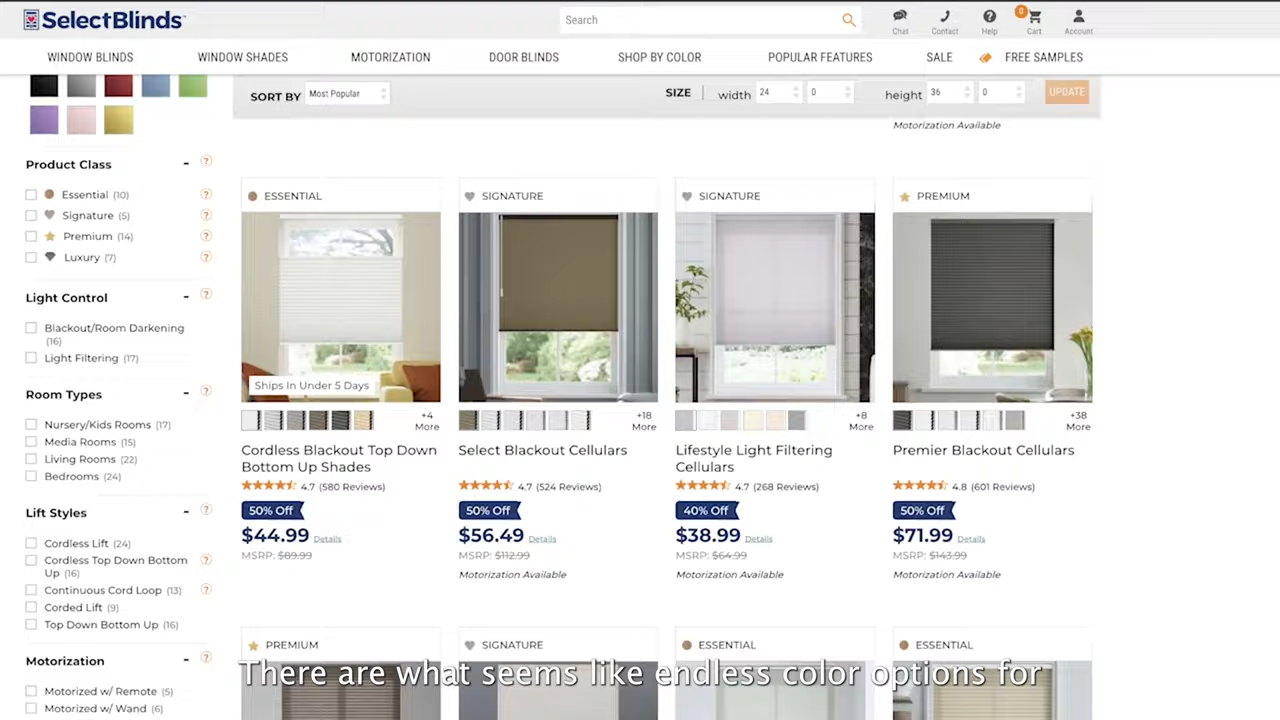 SelectBlinds
Search
Chat
Contact
Help
0
Cart
Account
WINDOW BLINDS
WINDOW SHADES
MOTORIZATION
DOOR BLINDS
SHOP BY COLOR
POPULAR FEATURES
SALE
FREE SAMPLES
SORT BY
Most Popular
SIZE
width
24
0
height
36
0
UPDATE
Motorization Available
Product Class
-
?
Essential (10)
?
Signature (5)
?
Premium (14)
?
Luxury (7)
?
Light Control
-
?
Blackout/Room Darkening
(16)
Light Filtering (17)
Room Types
-
?
Nursery/Kids Rooms (17)
Media Rooms (15)
Living Rooms (22)
Bedrooms (24)
Lift Styles
-
?
Cordless Lift (24)
Cordless Top Down Bottom
Up (16)
?
Continuous Cord Loop (13)
?
Corded Lift (9)
Top Down Bottom Up (16)
Motorization
-
?
Motorized w/ Remote (5)
Motorized w/ Wand (6)
ESSENTIAL
Ships In Under 5 Days
+4
More
Cordless Blackout Top Down
Bottom Up Shades
4.7 (580 Reviews)
50% Off
$44.99 Details
MSRP: $89.99
SIGNATURE
+18
More
Select Blackout Cellulars
4.7 (524 Reviews)
50% Off
$56.49 Details
MSRP: $112.99
Motorization Available
SIGNATURE
+8
More
Lifestyle Light Filtering
Cellulars
4.7 (268 Reviews)
40% Off
$38.99 Details
MSRP: $64.99
Motorization Available
PREMIUM
+38
More
Premier Blackout Cellulars
4.8 (601 Reviews)
50% Off
$71.99 Details
MSRP: $143.99
Motorization Available
PREMIUM
SIGNATURE
ESSENTIAL
ESSENTIAL
There are what seems like endless color options for